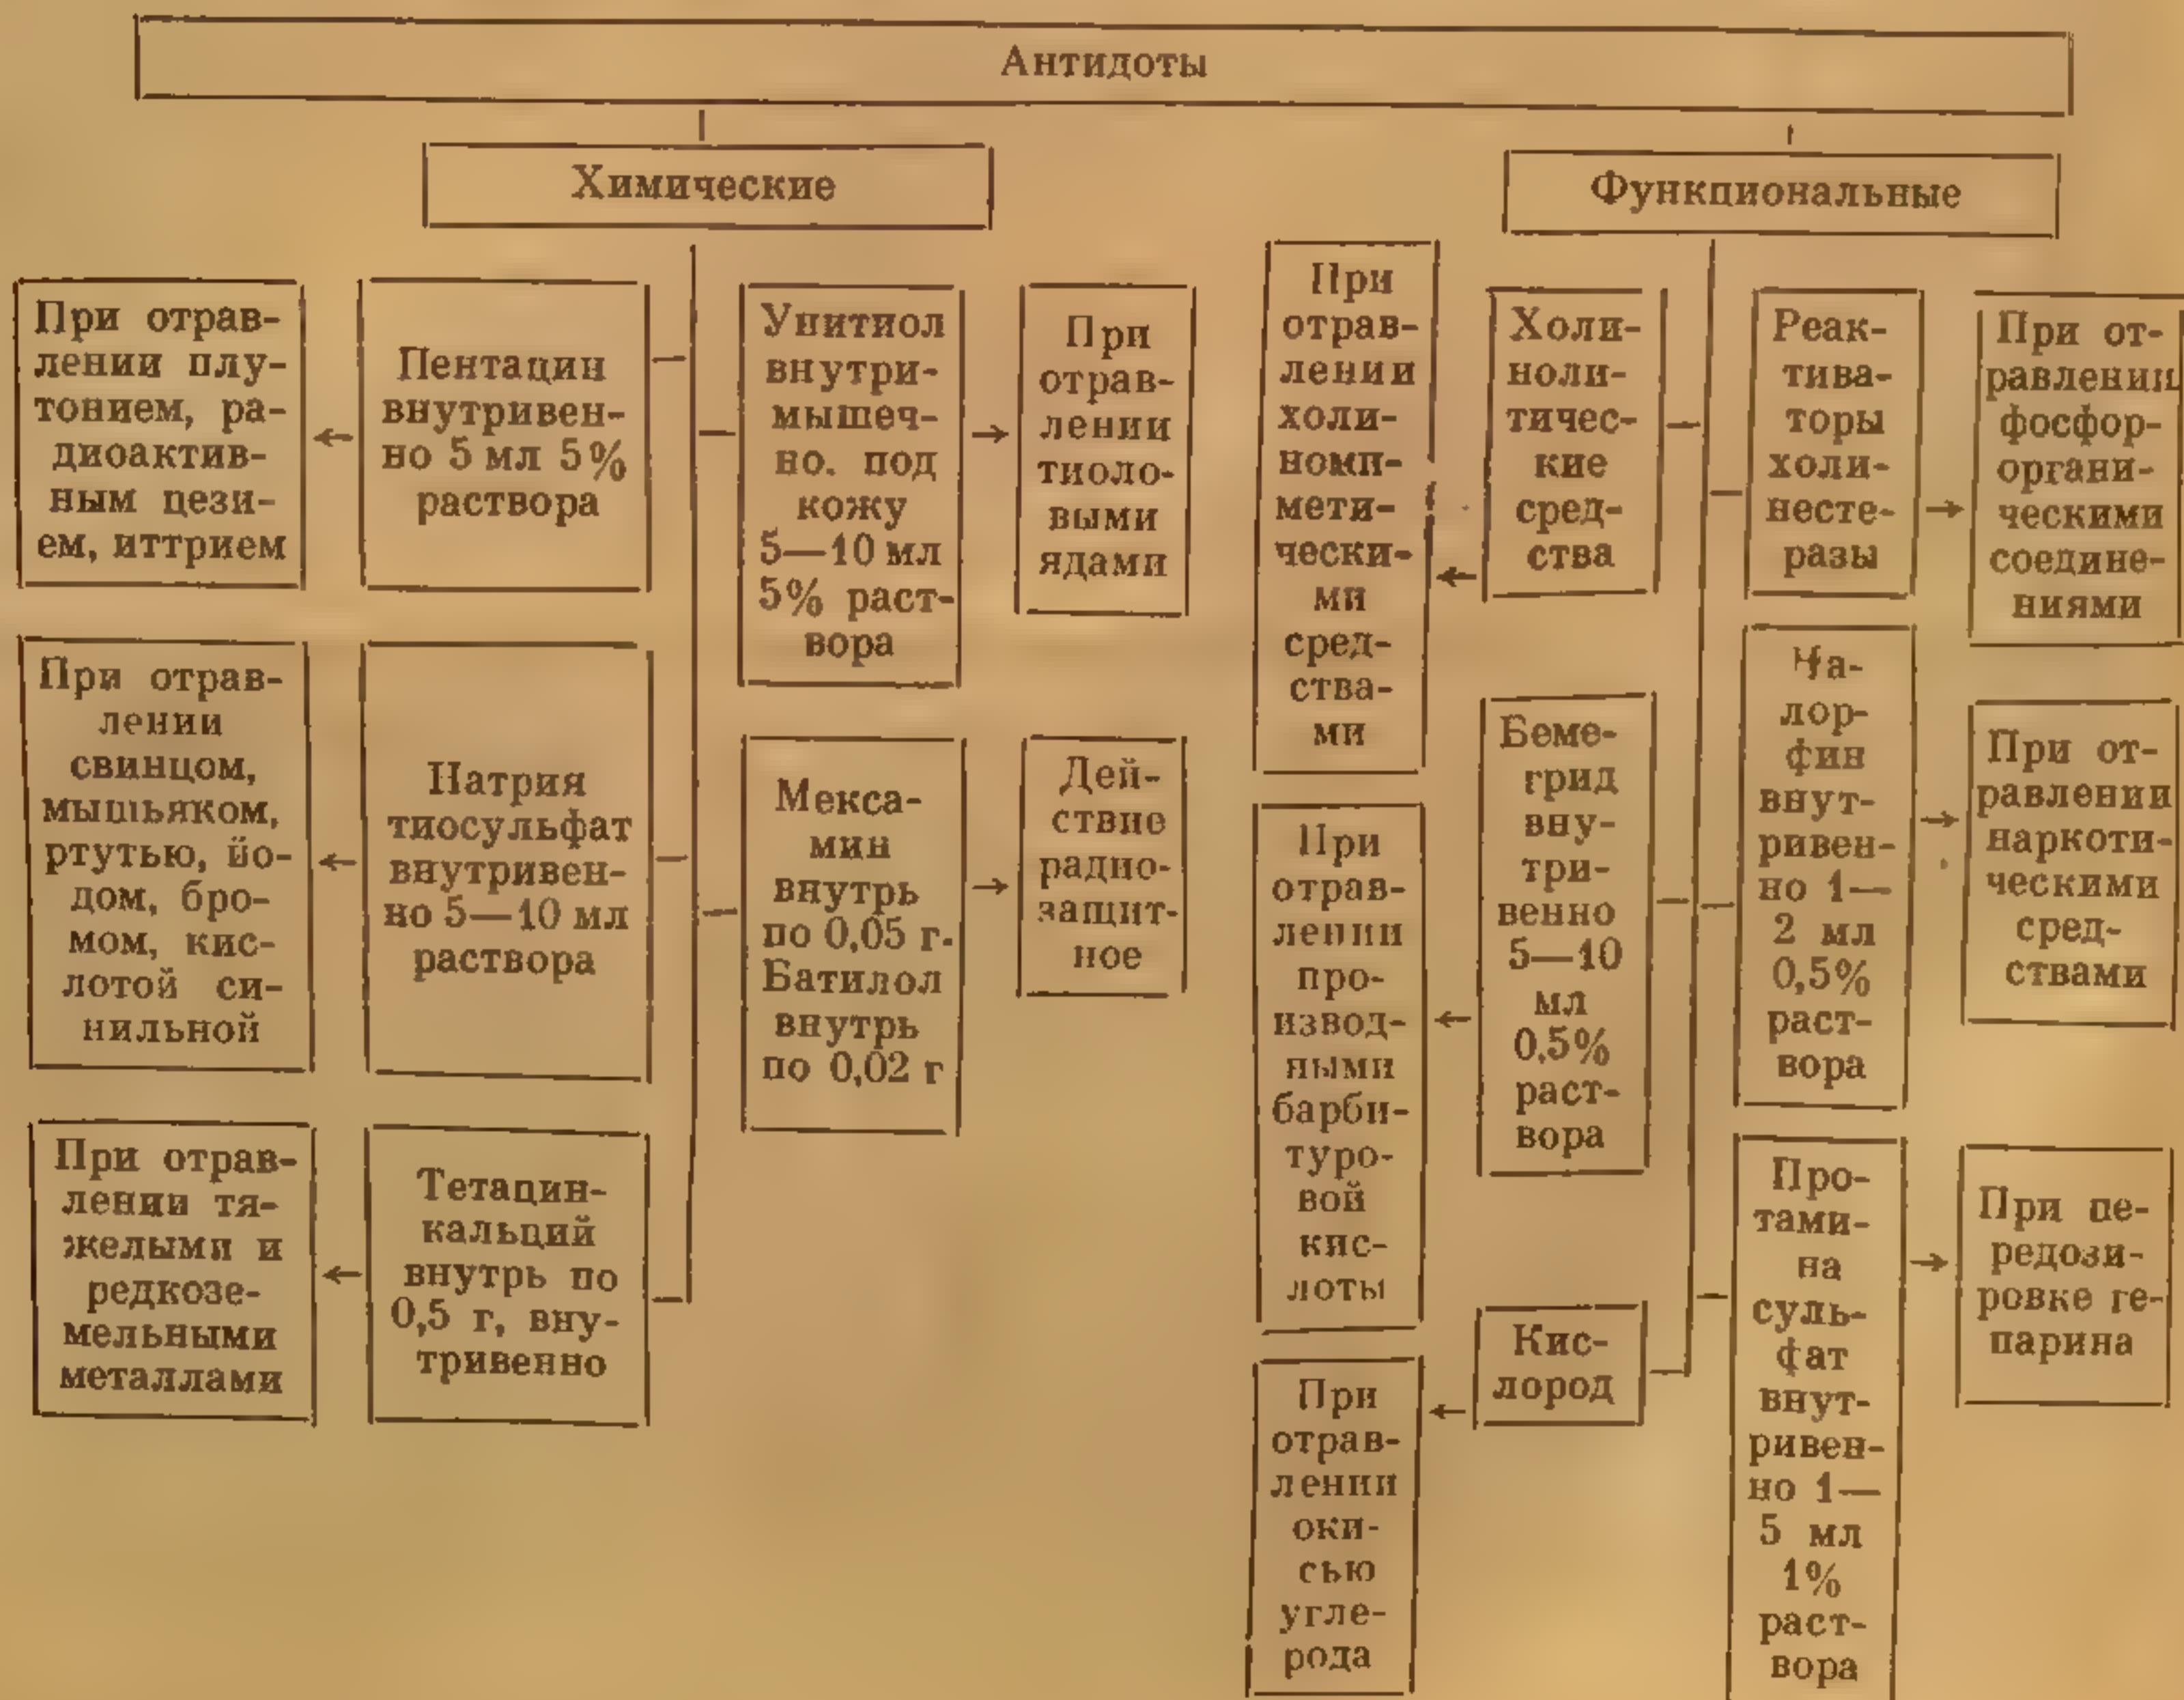 Антидоты
Химические
При отрав-
лении плу-
тонием, ра-
диоактив-
ным цези-
ем, иттрием
Пентацин
внутривен-
но 5 мл 5%
раствора
Унитиол
внутри-
мышеч-
но. под
кожу
5—10 мл
5% раст-
вора
При
отрав-
лении
тиоло-
выми
ядами
При отрав-
лении
свинцом,
мышьяком,
ртутью, йо-
дом, бро-
мом, кис-
лотой си-
нильной
Натрия
тиосульфат
внутривен-
но 5—10 мл
раствора
Мекса-
мин
внутрь
по 0,05 г.
Батилол
внутрь
по 0,02 г
Дей-
ствие
радио-
защит-
ное
При отрав-
лении тя-
желыми и
редкозе-
мельными
металлами
Тетацин-
кальций
внутрь по
0,5 г, вну-
тривенно
Функциональные
При
отрав-
лении
холи-
номи-
мети-
чески-
ми
сред-
ства-
ми
Холи-
ноли-
тичес-
кие
сред-
ства
Реак-
тива-
торы
холи-
несте-
разы
При от-
равлении
фосфор-
органи-
ческими
соедине-
ниями
При
отрав-
лении
про-
извод-
ными
барби-
туро-
вой
кис-
лоты
Беме-
грид
вну-
три-
венно
5—10
мл
0,5%
раст-
вора
На-
лор-
фин
внут-
ривен-
но 1—
2 мл
0,5%
раст-
вора
При от-
равлении
наркоти-
ческими
сред-
ствами
При
отрав-
лении
оки-
сью
угле-
рода
Кис-
лород
Про-
тами-
на
суль-
фат
внут-
ривен-
но 1—
5 мл
1%
раст-
вора
При пе-
редози-
ровке ге-
парина